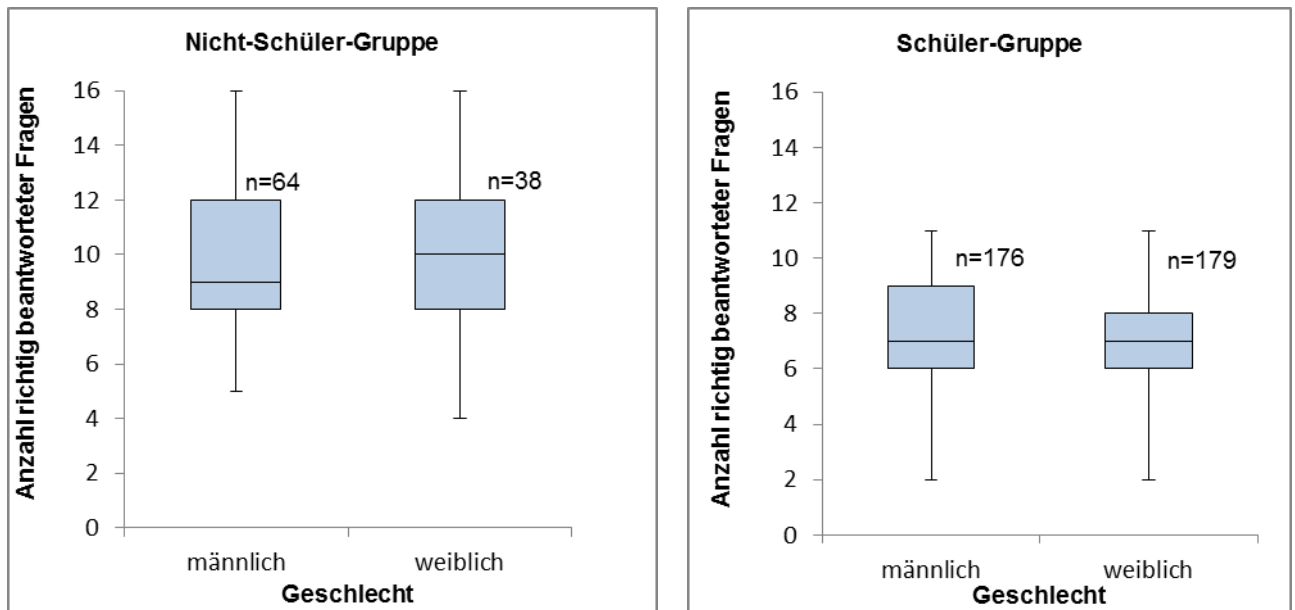 Nicht-Schüler-Gruppe
Anzahl richtig beantworteter Fragen
16
14
12
10
8
6
4
2
0
n=64
n=38
männlich
weiblich
Geschlecht
Schüler-Gruppe
Anzahl richtig beantworteter Fragen
16
14
12
10
8
6
4
2
0
n=176
n=179
männlich
weiblich
Geschlecht